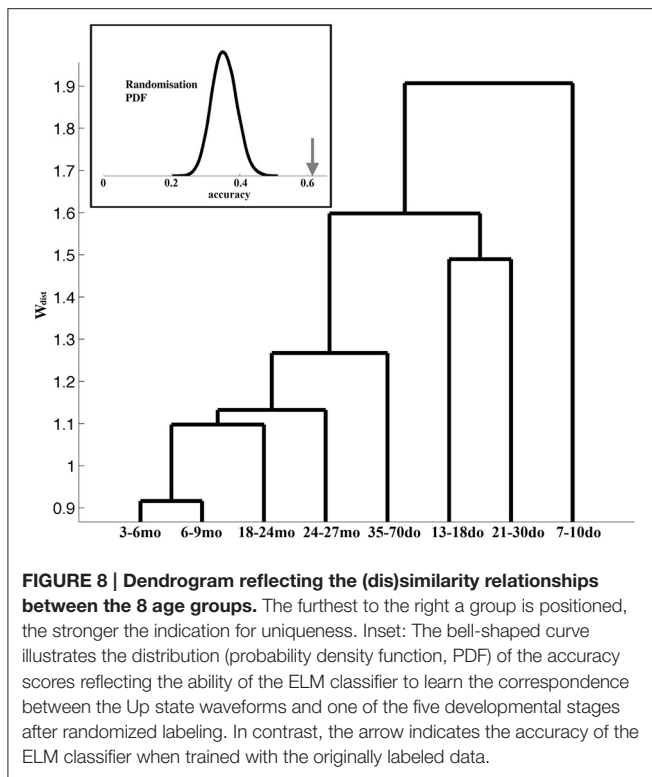 Randomisation
PDF
0
0.2
0.4
0.6
accuracy
1.9
1.8
1.7
1.6
1.5
1.4
1.3
1.2
1.1
1
0.9
Wdist
3-6mo 6-9mo 18-24mo 24-27mo 35-70do 13-18do 21-30do 7-10do
FIGURE 8 | Dendrogram reflecting the (dis)similarity relationships
between the 8 age groups. The furthest to the right a group is positioned,
the stronger the indication for uniqueness. Inset: The bell-shaped curve
illustrates the distribution (probability density function, PDF) of the accuracy
scores reflecting the ability of the ELM classifier to learn the correspondence
between the Up state waveforms and one of the five developmental stages
after randomized labeling. In contrast, the arrow indicates the accuracy of the
ELM classifier when trained with the originally labeled data.